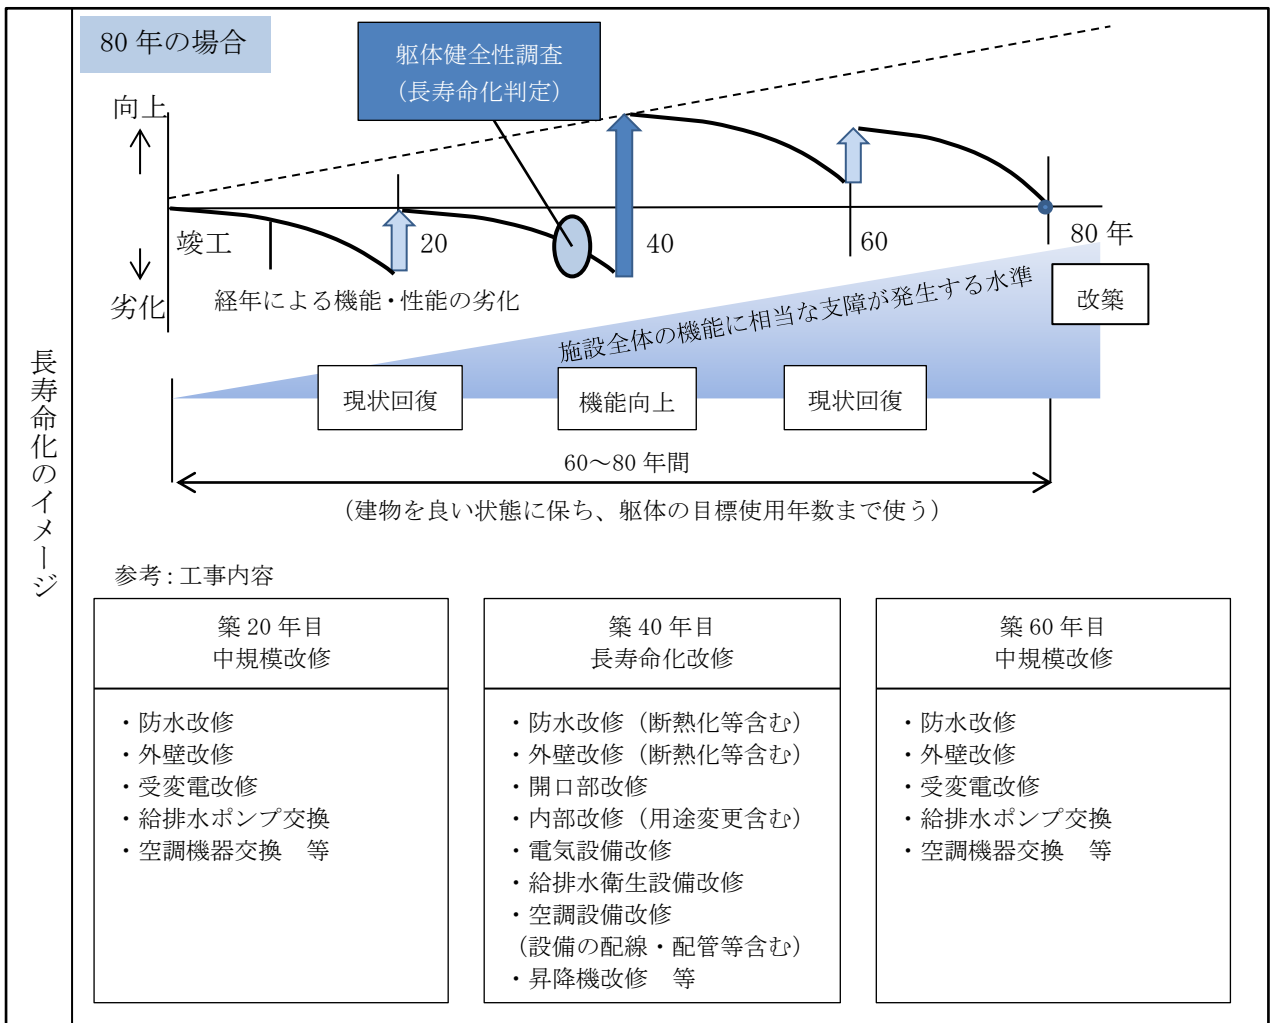 長寿命化のイメージ
80 年の場合
躯体健全性調査
（長寿命化判定）
向上
劣化
竣工
20
40
60
80 年
経年による機能・性能の劣化
施設全体の機能に相当な支障が発生する水準
改築
現状回復
機能向上
現状回復
60～80 年間
（建物を良い状態に保ち、躯体の目標使用年数まで使う）
参考：工事内容
築 20 年目
中規模改修
・防水改修
・外壁改修
・受変電改修
・給排水ポンプ交換
・空調機器交換　等
築 40 年目
長寿命化改修
・防水改修（断熱化等含む）
・外壁改修（断熱化等含む）
・開口部改修
・内部改修（用途変更含む）
・電気設備改修
・給排水衛生設備改修
・空調設備改修
（設備の配線・配管等含む）
・昇降機改修　等
築 60 年目
中規模改修
・防水改修
・外壁改修
・受変電改修
・給排水ポンプ交換
・空調機器交換　等